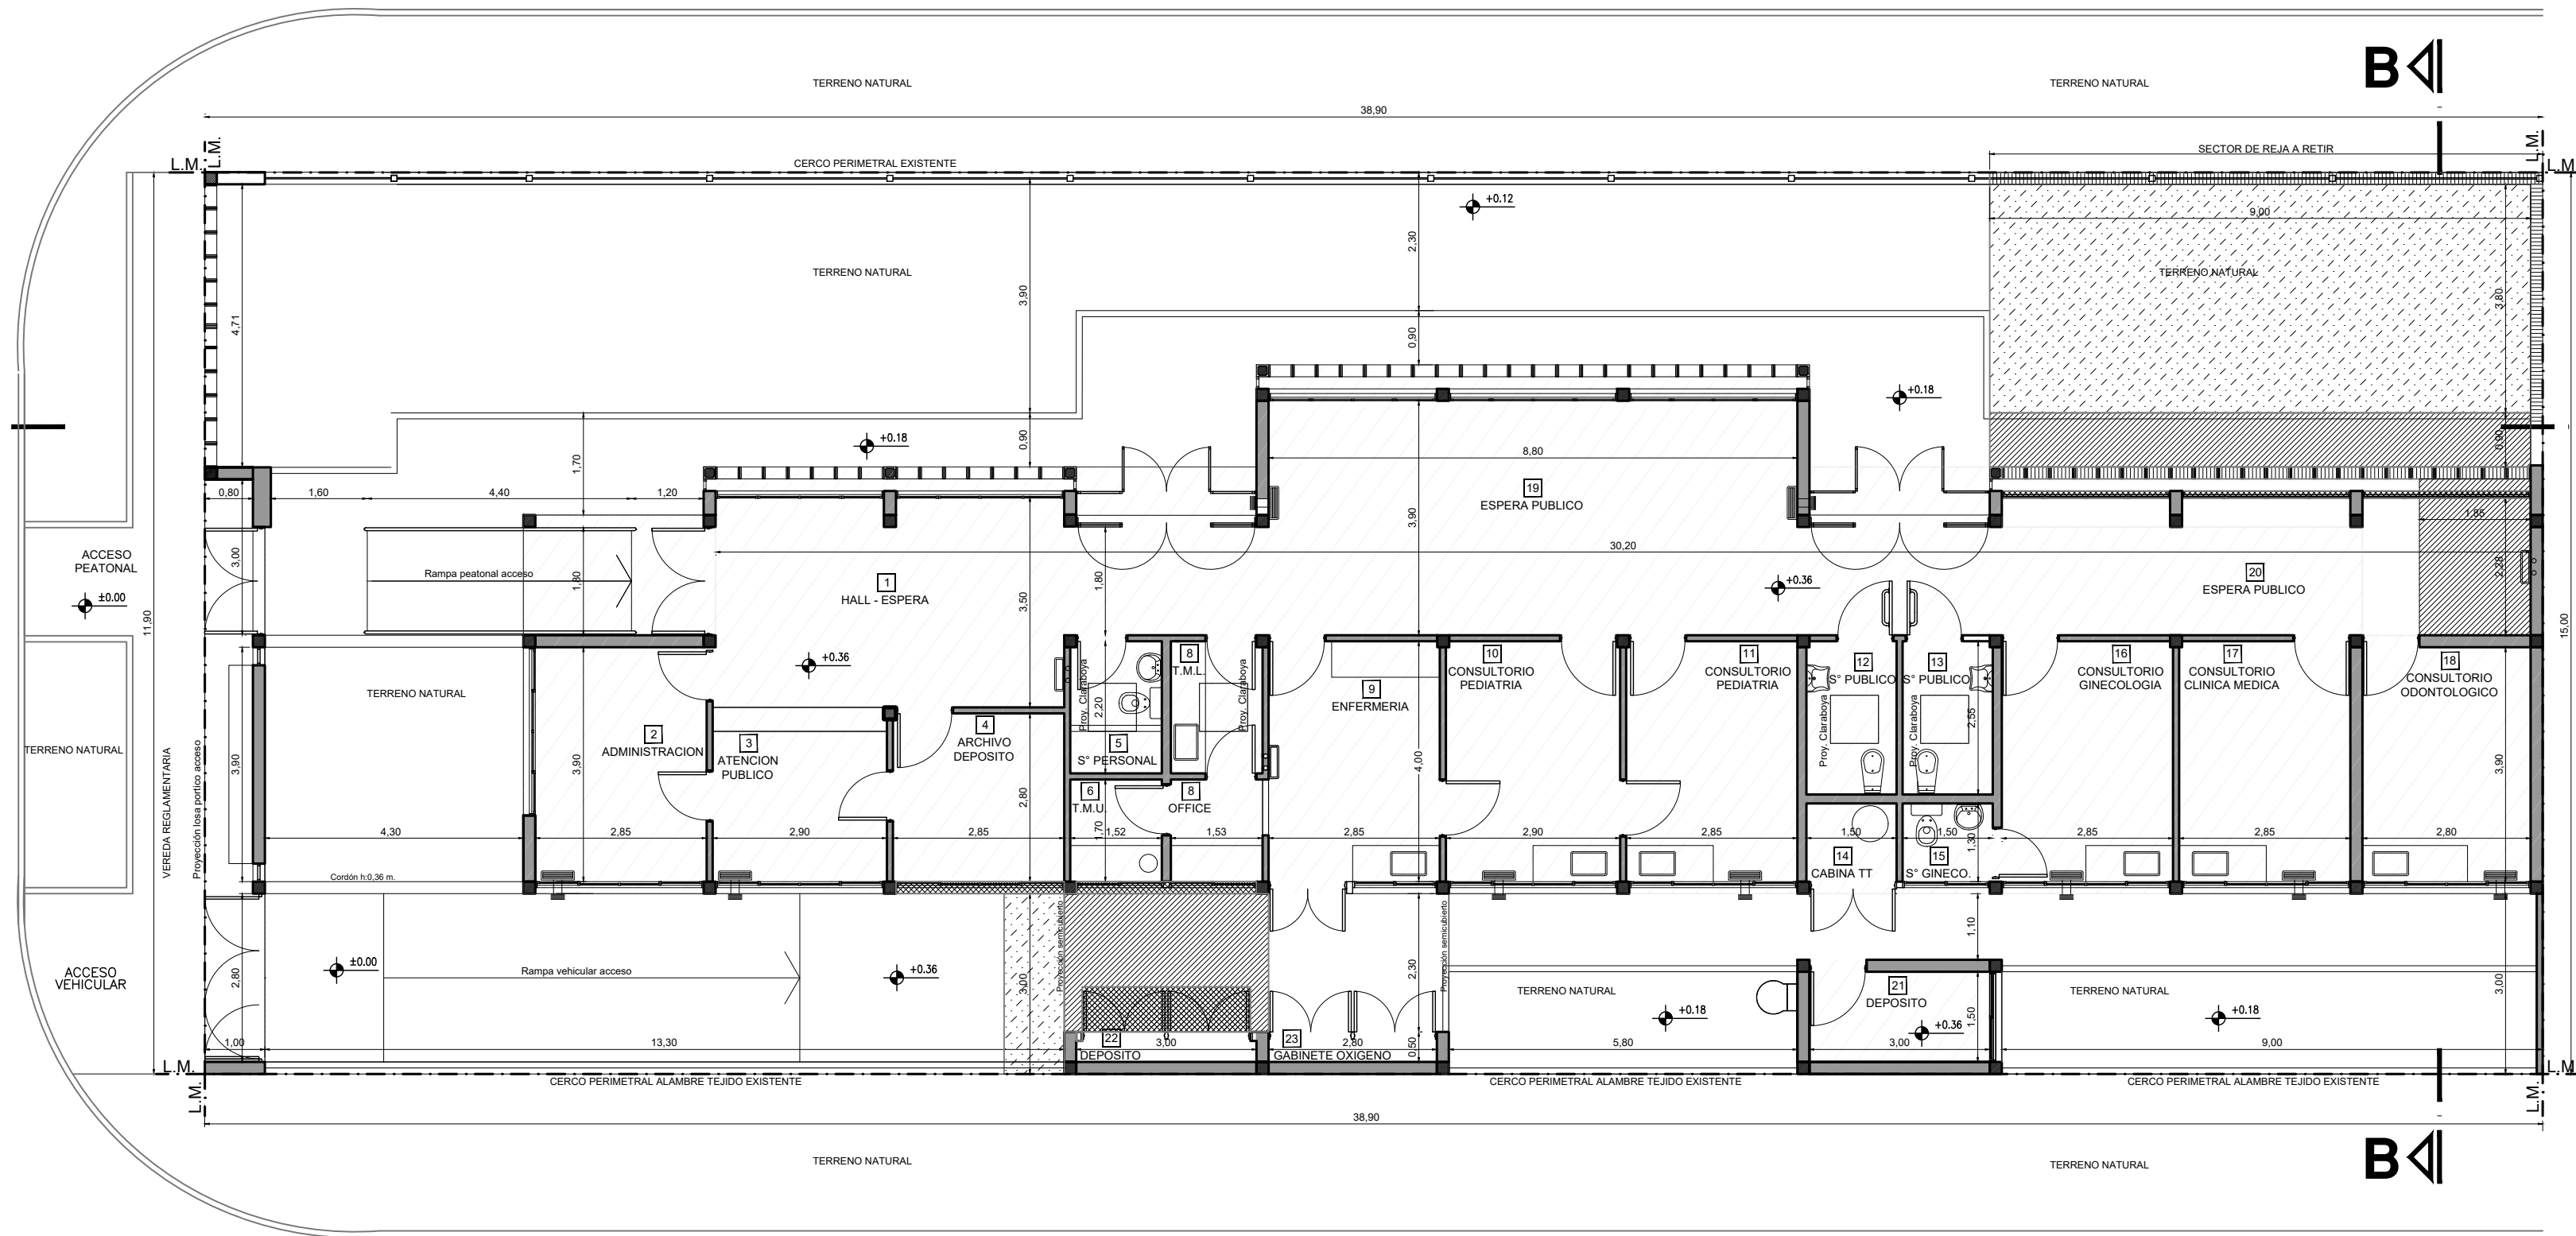 TERRENO NATURAL
TERRENO NATURAL
B
38,90
L.M.
L.M.
CERCO PERIMETRAL EXISTENTE
SECTOR DE REJA A RETIR
L.M.
L.M
+0.12
9,00
2,30
TERRENO NATURAL
TERRENO NATURAL
3,90
3,80
4,71
0,90
+0.18
+0.18
0,90
0,90
1,70
8,80
0,80
1,60
4,40
1,20
19
ESPERA PUBLICO
3,90
1,85
30,20
ACCESO
PEATONAL
±0.00
3,00
Rampa peatonal acceso
1,80
1
HALL - ESPERA
1,80
3,50
+0.36
20
ESPERA PUBLICO
2,28
11,90
15,00
+0.36
TERRENO NATURAL
TERRENO NATURAL
VEREDA REGLAMENTARIA
Proyección losa portico acceso
3,90
3,90
2
ADMINISTRACION
3
ATENCION
PUBLICO
4
ARCHIVO
DEPOSITO
2,80
Proy. Claraboya
2,20
5
S° PERSONAL
8
T.M.L.
Proy. Claraboya
6
T.M.U.
1,70
8
OFFICE
9
ENFERMERIA
4,00
10
CONSULTORIO
PEDIATRIA
11
CONSULTORIO
PEDIATRIA
12
S° PUBLICO
Proy. Claraboya
13
S° PUBLICO
Proy. Claraboya
2,55
16
CONSULTORIO
GINECOLOGIA
17
CONSULTORIO
CLINICA MEDICA
18
CONSULTORIO
ODONTOLOGICO
3,90
4,30
2,85
2,90
2,85
1,52
1,53
2,85
2,90
2,85
1,50
1,50
2,85
2,85
2,80
1,30
14
CABINA TT
15
S° GINECO.
Cordón h:0,36 m.
ACCESO
VEHICULAR
2,80
±0.00
Rampa vehicular acceso
+0.36
3,00
Proyección semicubierto
2,30
Proyección semicubierto
1,10
TERRENO NATURAL
+0.18
21
DEPOSITO
+0.36
1,50
TERRENO NATURAL
+0.18
3,00
1,00
13,30
22
DEPOSITO
3,00
23
GABINETE OXIGENO
2,80
0,50
5,80
3,00
9,00
L.M.
L.M.
CERCO PERIMETRAL ALAMBRE TEJIDO EXISTENTE
CERCO PERIMETRAL ALAMBRE TEJIDO EXISTENTE
CERCO PERIMETRAL ALAMBRE TEJIDO EXISTENTE
L.M
L.M.
38,90
TERRENO NATURAL
TERRENO NATURAL
B